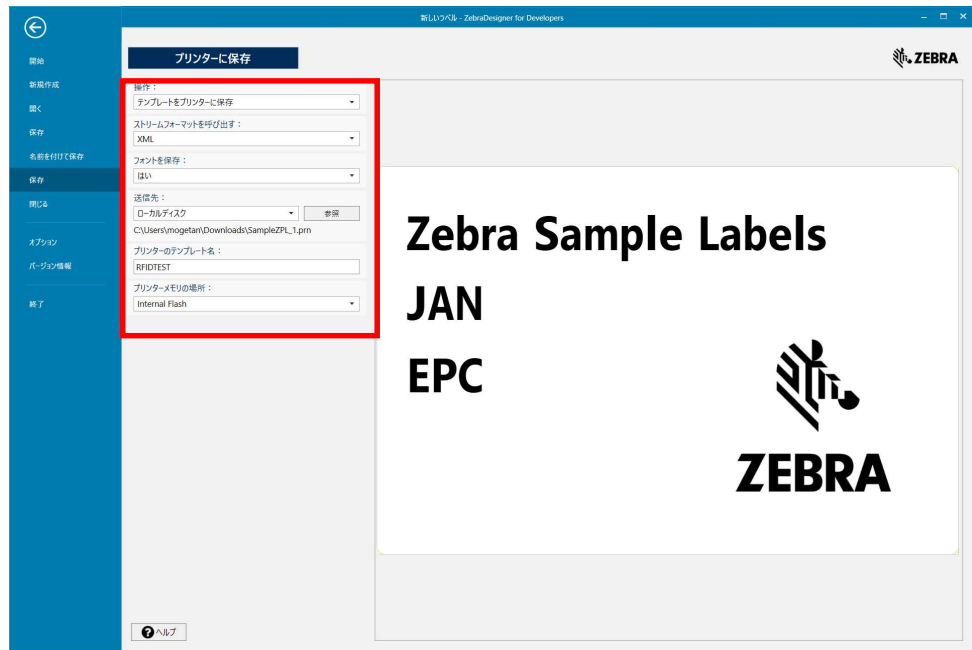 新しいラベル - ZebraDesigner for Developers
開始
新規作成
開く
保存
名前を付けて保存
保存
閉じる
オプション
バージョン情報
終了
プリンターに保存
ZEBRA
操作：
テンプレートをプリンターに保存
ストリームフォーマットを呼び出す：
XML
フォントを保存：
はい
送信先：
ローカルディスク
参照
C:\Users\mogetan\Downloads\SampleZPL_1.prn
プリンターのテンプレート名：
RFIDTEST
プリンターメモリの場所：
Internal Flash
Zebra Sample Labels
JAN
EPC
ZEBRA
ヘルプ